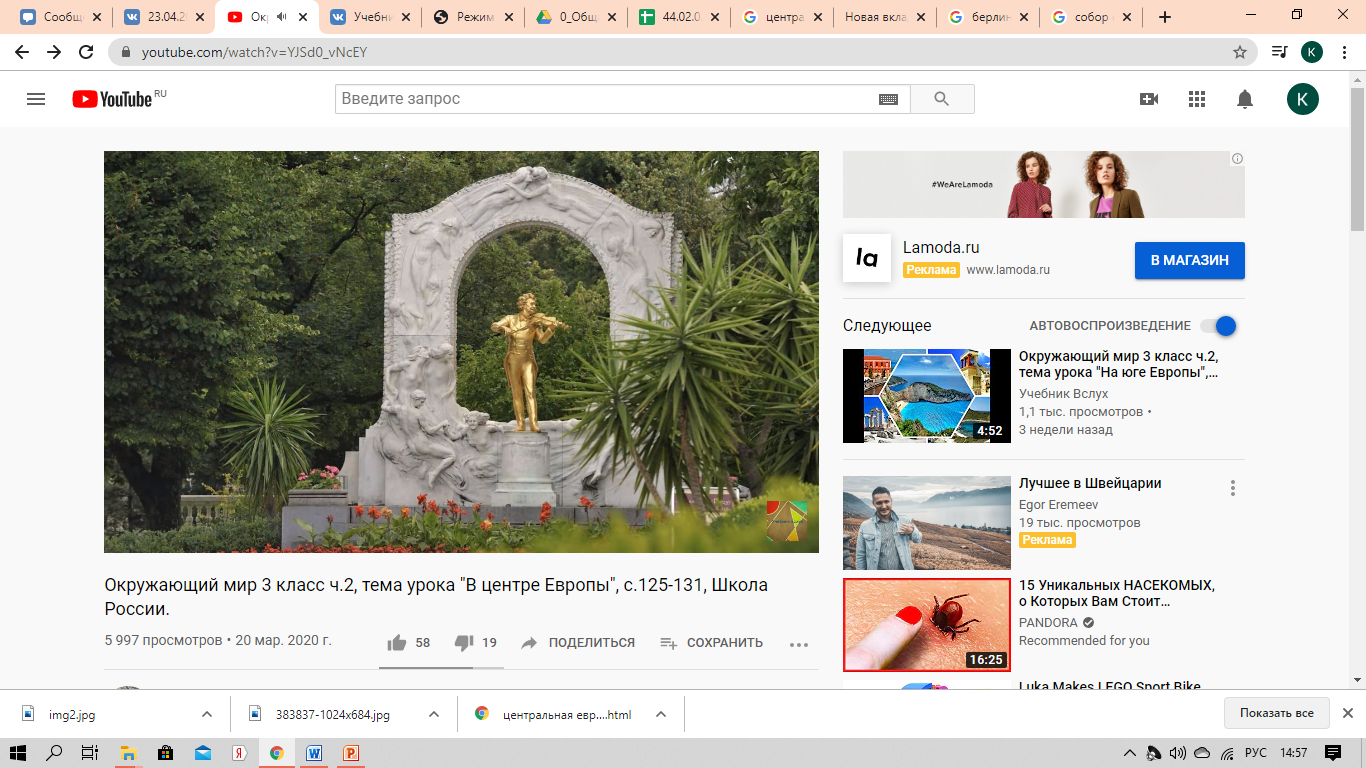 Сообщ
23.04.2
Окр
Учебни
Режим
0_Общ
44.02.0
центра
Новая вкла
берлин
собор
youtube.com/watch?v=YJSd0_vNcEY
K
YouTube RU
Введите запрос
K
#WeAreLamoda
la
Lamoda.ru
Реклама www.lamoda.ru
В МАГАЗИН
Следующее
АВТОВОСПРОИЗВЕДЕНИЕ
4:52
Окружающий мир 3 класс ч.2,
тема урока "На юге Европы",...
Учебник Вслух
1,1 тыс. просмотров •
3 недели назад
Лучшее в Швейцарии
Egor Eremeev
19 тыс. просмотров
Реклама
16:25
15 Уникальных НАСЕКОМЫХ,
о Которых Вам Стоит...
PANDORA
Recommended for you
Luka Makes LEGO Sport Bike
Окружающий мир 3 класс ч.2, тема урока "В центре Европы", с.125-131, Школа
России.
5 997 просмотров • 20 мар. 2020 г.
58
19
ПОДЕЛИТЬСЯ
СОХРАНИТЬ
img2.jpg
383837-1024x684.jpg
центральная евр....html
Показать все
Я
W
P
РУС
14:57